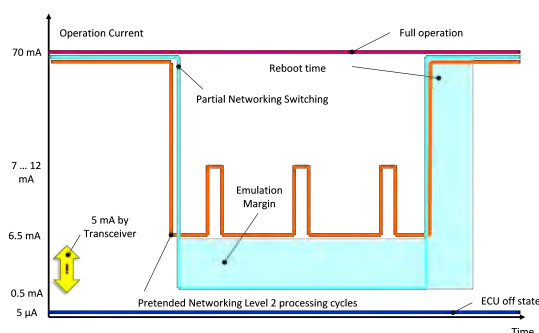 Operation Current
Full operation
70 mA
Reboot time
Partial Networking Switching
7 ... 12
mA
Emulation
Margin
5 mA by
Transceiver
6.5 mA
!
0.5 mA
Pretended Networking Level 2 processing cycles
ECU off state
5 µA
Time